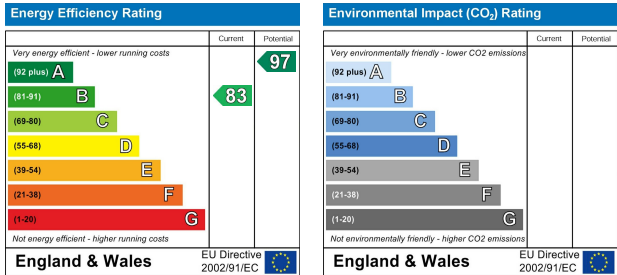 Energy Efficiency Rating
Current Potential
Very energy efficient - lower running costs
(92 plus) A
(81-91) B
(69-80) C
(55-68) D
(39-54) E
(21-38) F
(1-20) G
83
97
Not energy efficient - higher running costs
England & Wales
EU Directive
2002/91/EC
Environmental Impact (CO₂) Rating
Current Potential
Very environmentally friendly - lower CO2 emissions
(92 plus) A
(81-91) B
(69-80) C
(55-68) D
(39-54) E
(21-38) F
(1-20) G
Not environmentally friendly - higher CO2 emissions
England & Wales
EU Directive
2002/91/EC